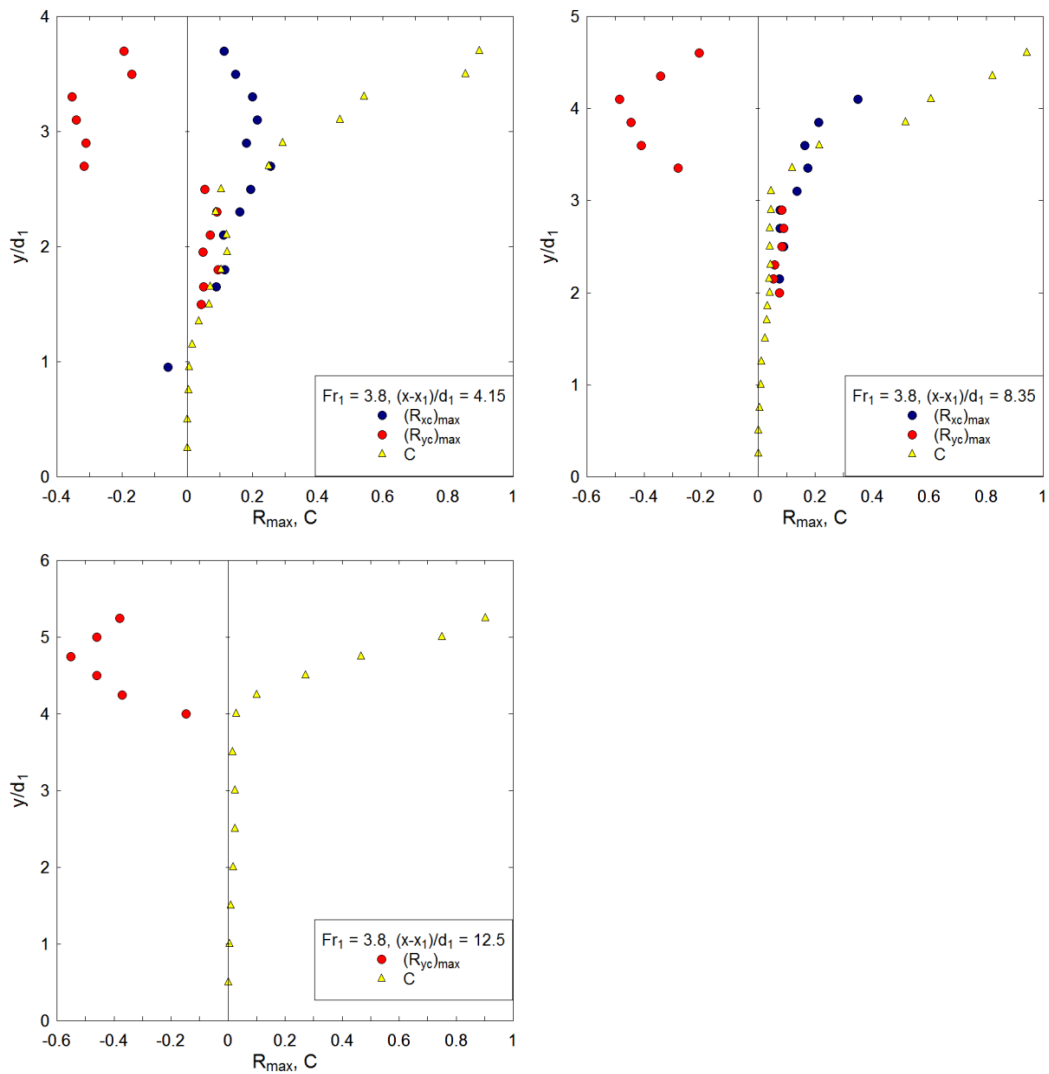 4
3
2
1
0
y/d1
-0.4 -0.2 0 0.2 0.4 0.6 0.8 1
Rmax, C
Fr1 = 3.8, (x-x1)/d1 = 4.15
(Rxc)max
(Ryc)max
C
5
4
3
2
1
0
y/d1
-0.6 -0.4 -0.2 0 0.2 0.4 0.6 0.8 1
Rmax, C
Fr1 = 3.8, (x-x1)/d1 = 8.35
(Rxc)max
(Ryc)max
C
6
5
4
3
2
1
0
y/d1
-0.6 -0.4 -0.2 0 0.2 0.4 0.6 0.8 1
Rmax, C
Fr1 = 3.8, (x-x1)/d1 = 12.5
(Ryc)max
C